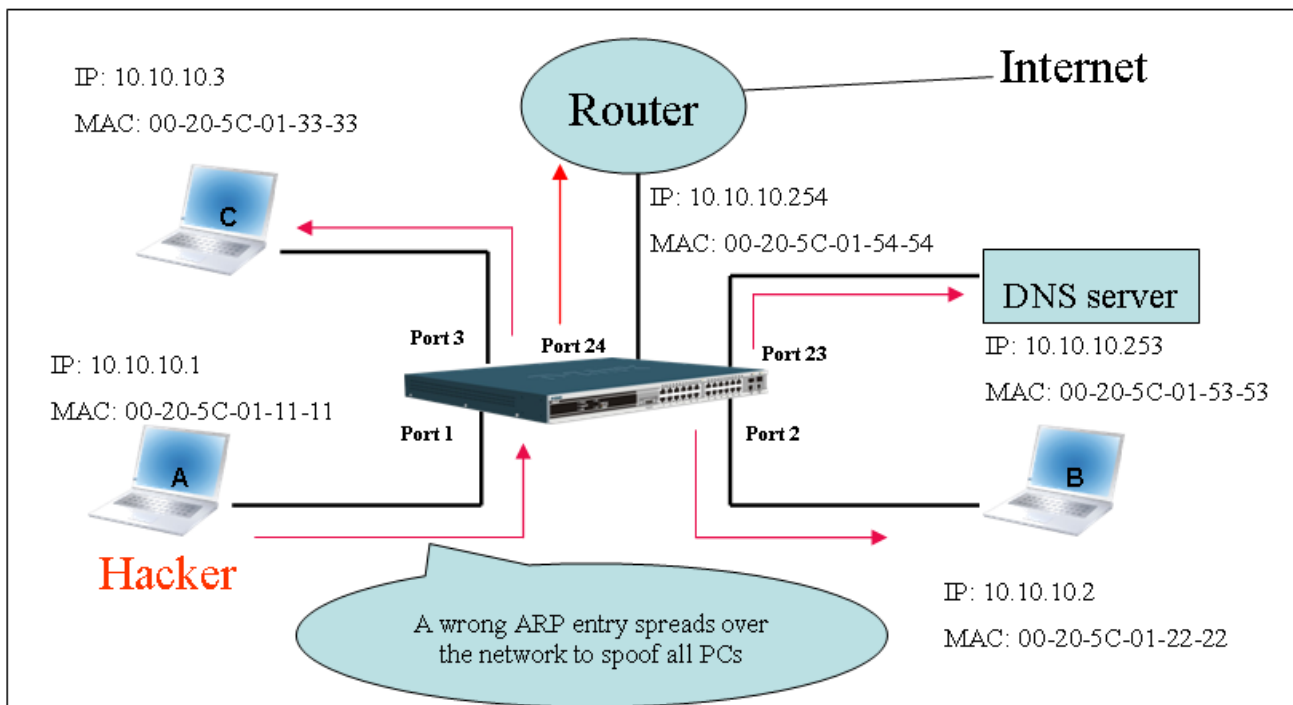 IP: 10.10.10.3
MAC: 00-20-5C-01-33-33
C
Router
Internet
IP: 10.10.10.254
MAC: 00-20-5C-01-54-54
DNS server
IP: 10.10.10.253
MAC: 00-20-5C-01-53-53
Port 3
Port 24
Port 23
IP: 10.10.10.1
MAC: 00-20-5C-01-11-11
Port 1
Port 2
A
Hacker
B
A wrong ARP entry spreads over
the network to spoof all PCs
IP: 10.10.10.2
MAC: 00-20-5C-01-22-22